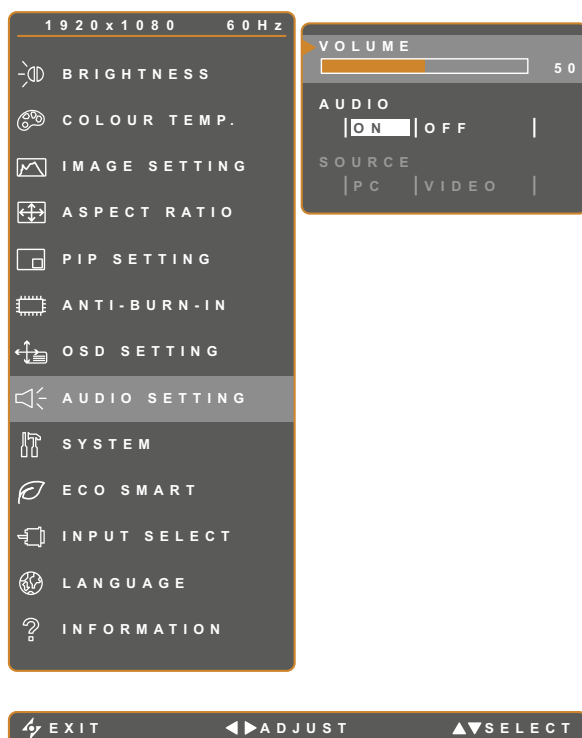 1920x1080 60Hz
BRIGHTNESS
COLOUR TEMP.
IMAGE SETTING
ASPECT RATIO
PIP SETTING
ANTI-BURN-IN
OSD SETTING
AUDIO SETTING
SYSTEM
ECO SMART
INPUT SELECT
LANGUAGE
INFORMATION
VOLUME
50
AUDIO
ON OFF
SOURCE
PC VIDEO
EXIT ADJUST SELECT